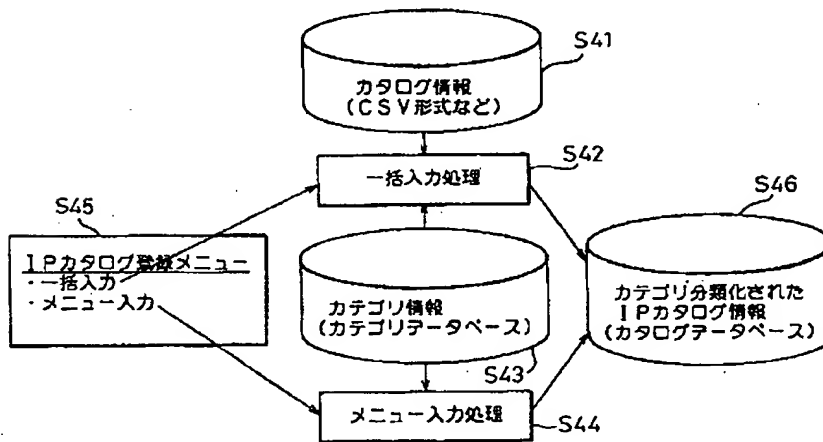 S41
カタログ情報
(CSV形式など)
S42
一括入力処理
S45
IPカタログ登録メニュー
・一括入力
・メニュー入力
カテゴリ情報
(カテゴリデータベース)
S43
メニュー入力処理
S44
S46
カテゴリ分類化された
IPカタログ情報
(カタログデータベース)